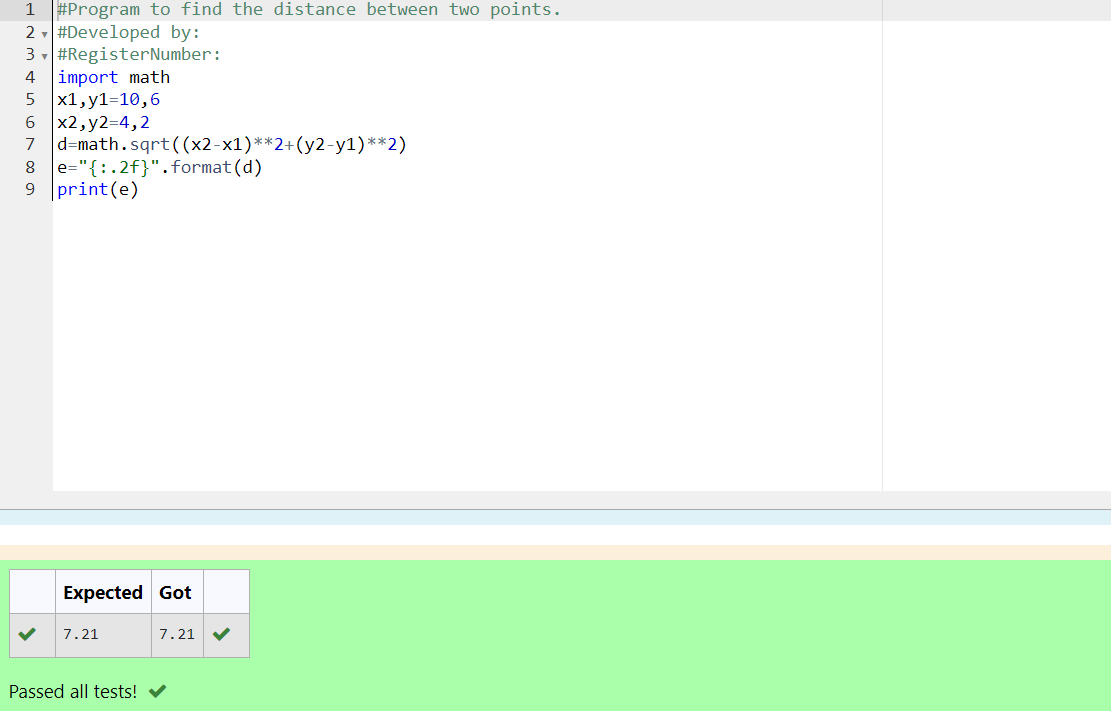 1 #Program to find the distance between two points.
2 #Developed by:
3 #RegisterNumber:
4 import math
5 x1,y1=10,6
6 x2,y2=4,2
7 d=math.sqrt((x2-x1)**2+(y2-y1)**2)
8 e="{:.2f}".format(d)
9 print(e)
Expected Got
7.21 7.21
Passed all tests!